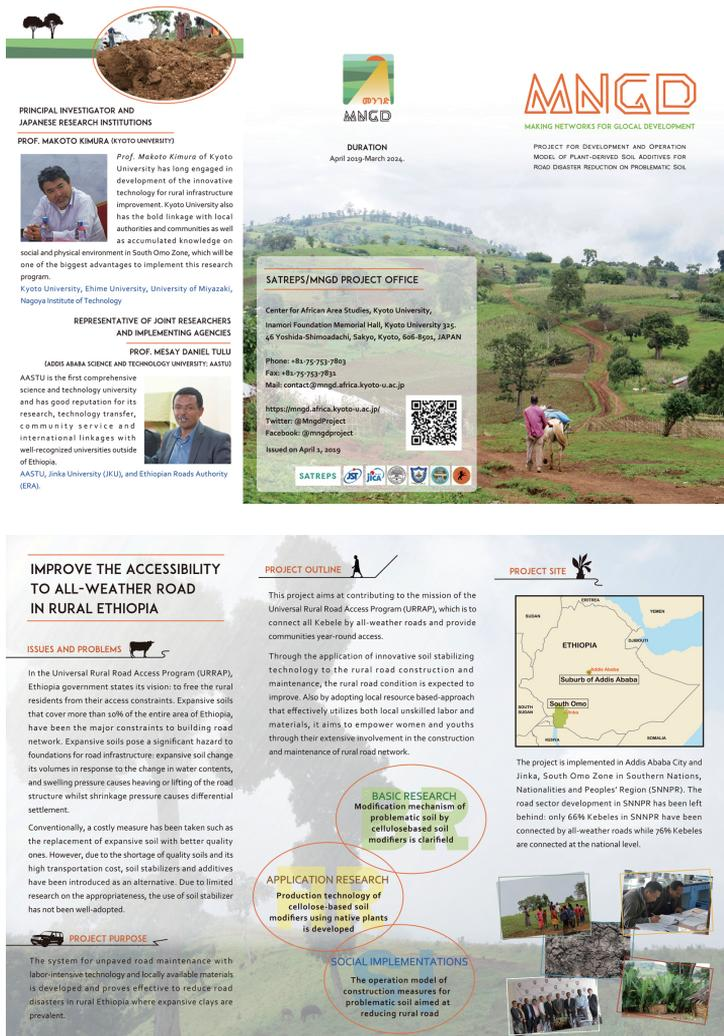 PRINCIPAL INVESTIGATOR AND
JAPANESE RESEARCH INSTITUTIONS
PROF. MAKOTO KIMURA (KYOTO UNIVERSITY)
Prof. Makoto Kimura of Kyoto
University has long engaged in
development of the innovative
technology for rural infrastructure
improvement. Kyoto University also
has the bold linkage with local
authorities and communities as well
as accumulated knowledge on
social and physical environment in South Omo Zone, which will be
one of the biggest advantages to implement this research
program.
Kyoto University, Ehime University, University of Miyazaki,
Nagoya Institute of Technology
REPRESENTATIVE OF JOINT RESEARCHERS
AND IMPLEMENTING AGENCIES
PROF. MESAY DANIEL TULU
(ADDIS ABABA SCIENCE AND TECHNOLOGY UNIVERSITY: AASTU)
AASTU is the first comprehensive
science and technology university
and has good reputation for its
research, technology transfer,
community service and
international linkages with
well-recognized universities outside
of Ethiopia.
AASTU, Jinka University (JKU), and Ethiopian Roads Authority
(ERA).
መንገድ
MNGD
DURATION
April 2019-March 2024.
SATREPS/MNGD PROJECT OFFICE
Center for African Area Studies, Kyoto University,
Inamori Foundation Memorial Hall, Kyoto University 325.
46 Yoshida-Shimoadachi, Sakyo, Kyoto, 606-8501, JAPAN
Phone: +81-75-753-7803
Fax: +81-75-753-7831
Mail: contact@mngd.africa.kyoto-u.ac.jp
https://mngd.africa.kyoto-u.ac.jp/
Twitter: @MngdProject
Facebook: @mngdproject
Issued on April 1, 2019
SATREPS
JST
JICA
MNGD
MAKING NETWORKS FOR GLOCAL DEVELOPMENT
PROJECT FOR DEVELOPMENT AND OPERATION
MODEL OF PLANT-DERIVED SOIL ADDITIVES FOR
ROAD DISASTER REDUCTION ON PROBLEMATIC SOIL
IMPROVE THE ACCESSIBILITY
TO ALL-WEATHER ROAD
IN RURAL ETHIOPIA
ISSUES AND PROBLEMS
In the Universal Rural Road Access Program (URRAP),
Ethiopia government states its vision: to free the rural
residents from their access constraints. Expansive soils
that cover more than 10% of the entire area of Ethiopia,
have been the major constraints to building road
network. Expansive soils pose a significant hazard to
foundations for road infrastructure: expansive soil change
its volumes in response to the change in water contents,
and swelling pressure causes heaving or lifting of the road
structure whilst shrinkage pressure causes differential
settlement.
Conventionally, a costly measure has been taken such as
the replacement of expansive soil with better quality
ones. However, due to the shortage of quality soils and its
high transportation cost, soil stabilizers and additives
have been introduced as an alternative. Due to limited
research on the appropriateness, the use of soil stabilizer
has not been well-adopted.
PROJECT PURPOSE
The system for unpaved road maintenance with
labor-intensive technology and locally available materials
is developed and proves effective to reduce road
disasters in rural Ethiopia where expansive clays are
prevalent.
PROJECT OUTLINE
This project aims at contributing to the mission of the
Universal Rural Road Access Program (URRAP), which is to
connect all Kebele by all-weather roads and provide
communities year-round access.
Through the application of innovative soil stabilizing
technology to the rural road construction and
maintenance, the rural road condition is expected to
improve. Also by adopting local resource based-approach
that effectively utilizes both local unskilled labor and
materials, it aims to empower women and youths
through their extensive involvement in the construction
and maintenance of rural road network.
BR
BASIC RESEARCH
Modification mechanism of
problematic soil by
cellulosebased soil
modifiers is clarifield
APPLICATION RESEARCH
Production technology of
cellulose-based soil
modifiers using native plants
is developed
SOCIAL IMPLEMENTATIONS
The operation model of
construction measures for
problematic soil aimed at
reducing rural road
PROJECT SITE
ERITREA
SUDAN
YEMEN
DJIBOUTI
ETHIOPIA
Addis Ababa
Suburb of Addis Ababa
South Omo
Jinka
SOUTH
SUDAN
KENYA
SOMALIA
The project is implemented in Addis Ababa City and
Jinka, South Omo Zone in Southern Nations,
Nationalities and Peoples' Region (SNNPR). The
road sector development in SNNPR has been left
behind: only 66% Kebeles in SNNPR have been
connected by all-weather roads while 76% Kebeles
are connected at the national level.